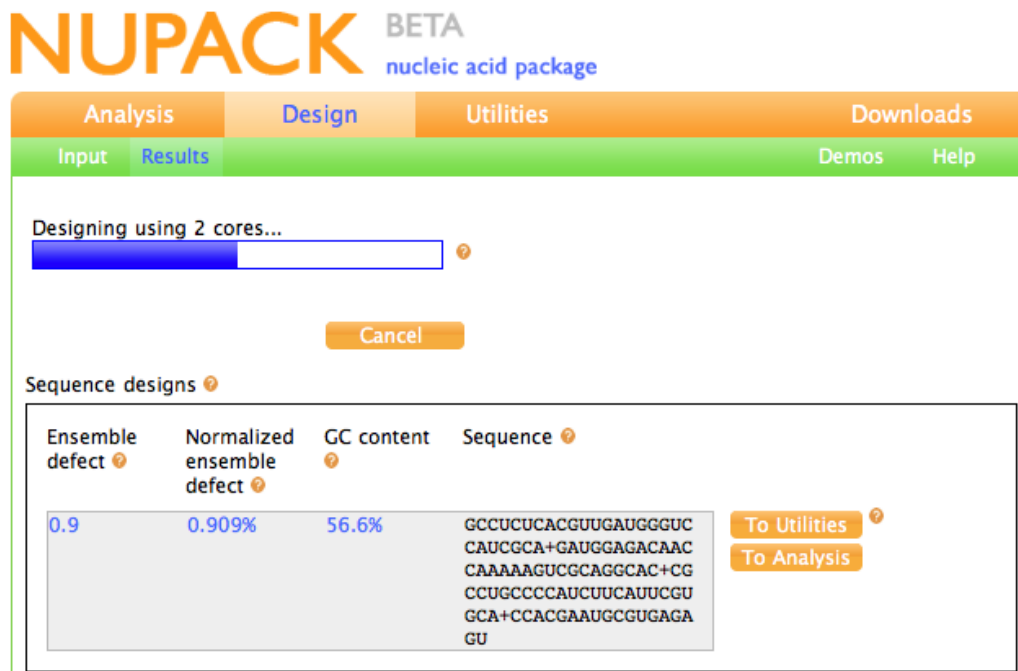 NUPACK BETA
nucleic acid package
Analysis Design Utilities Downloads
Input Results Demos Help
Designing using 2 cores...
?
Cancel
Sequence designs ?
Ensemble defect ? Normalized ensemble defect ? GC content ? Sequence ?
0.9 0.909% 56.6%
GCCUCUCACGUUGAUGGGUC
CAUCGCA+GAUGGAGACAAC
CAAAAAGUCGCAGGCAC+CG
CCUGCCCCAUCUUCAUUCGU
GCA+CCACGAAUGCGUGAGA
GU
To Utilities ?
To Analysis